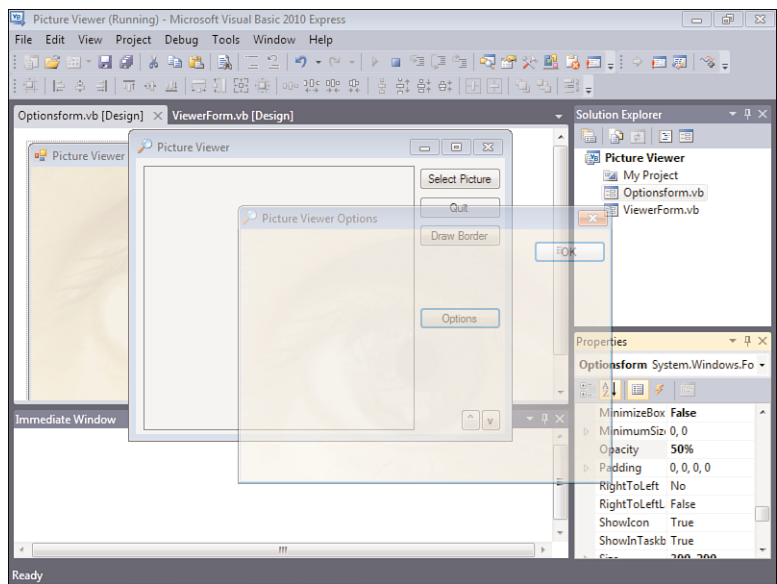 Picture Viewer (Running) - Microsoft Visual Basic 2010 Express
File Edit View Project Debug Tools Window Help
Optionsform.vb [Design] ViewerForm.vb [Design]
Picture Viewer
Picture Viewer
Select Picture
Quit
Draw Border
Options
Picture Viewer Options
OK
Immediate Window
Solution Explorer
Picture Viewer
My Project
Optionsform.vb
ViewerForm.vb
Properties
Optionsform System.Windows.Fo
MinimizeBox False
MinimumSiz 0, 0
Opacity 50%
Padding 0, 0, 0, 0
RightToLeft No
RightToLeftL False
ShowIcon True
ShowInTaskb True
Ready